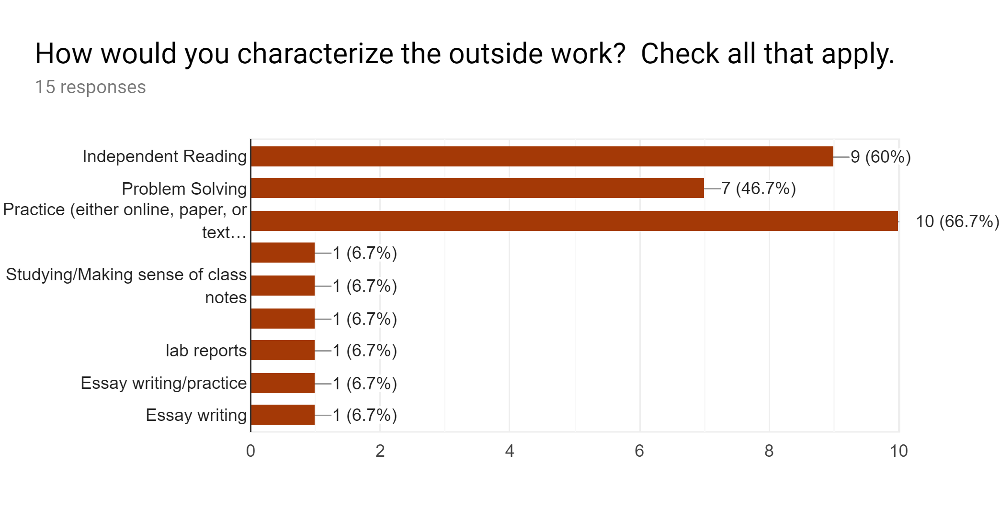 How would you characterize the outside work?  Check all that apply.
15 responses
Independent Reading
9 (60%)
Problem Solving
7 (46.7%)
Practice (either online, paper, or
text…
10 (66.7%)
1 (6.7%)
Studying/Making sense of class
notes
1 (6.7%)
1 (6.7%)
lab reports
1 (6.7%)
Essay writing/practice
1 (6.7%)
Essay writing
1 (6.7%)
0 2 4 6 8 10